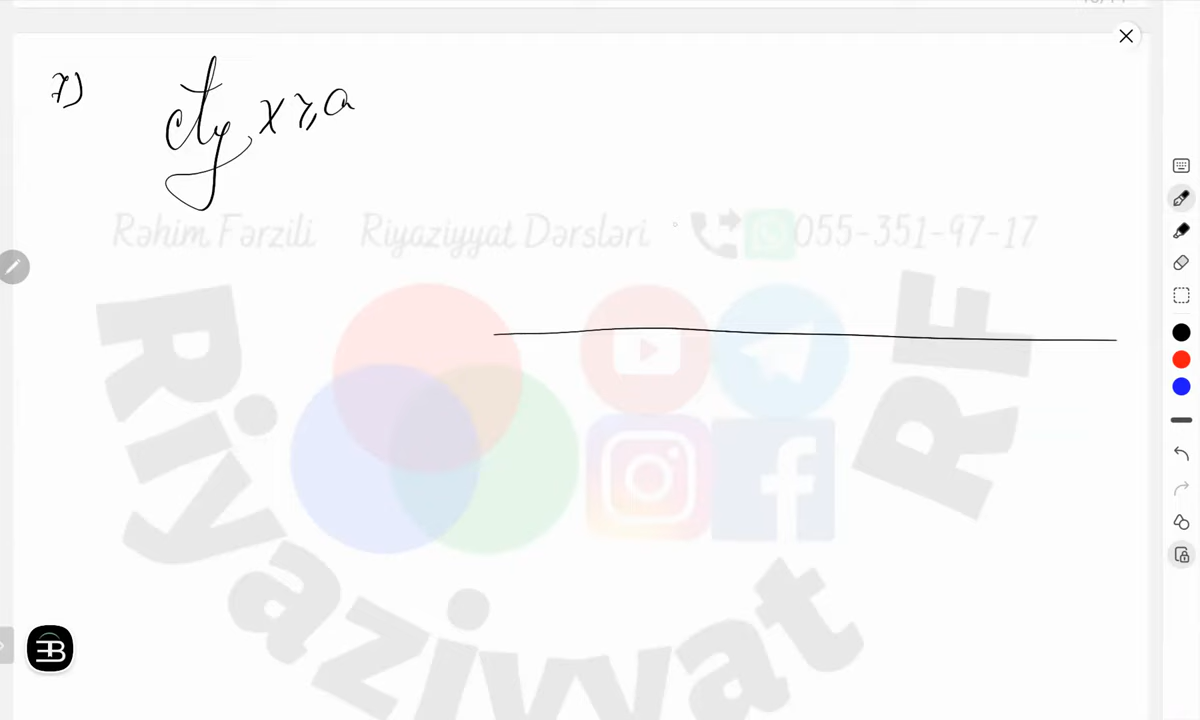 7) ctg x ≥ a
Rəhim Fərzili Riyaziyyat Dərsləri 055-351-97-17
Riyaziyyat RF